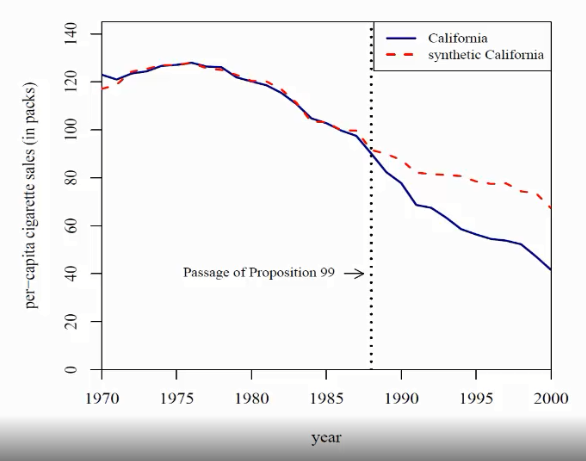 California
synthetic California
per-capita cigarette sales (in packs)
140
120
100
80
60
40
20
0
Passage of Proposition 99
1970 1975 1980 1985 1990 1995 2000
year